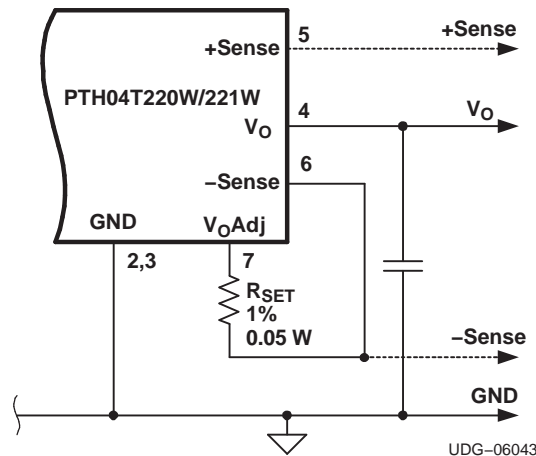 5
+Sense
+Sense
PTH04T220W/221W
4
VO
VO
6
−Sense
GND
VOAdj
2,3
7
RSET
1%
0.05 W
−Sense
GND
UDG−06043